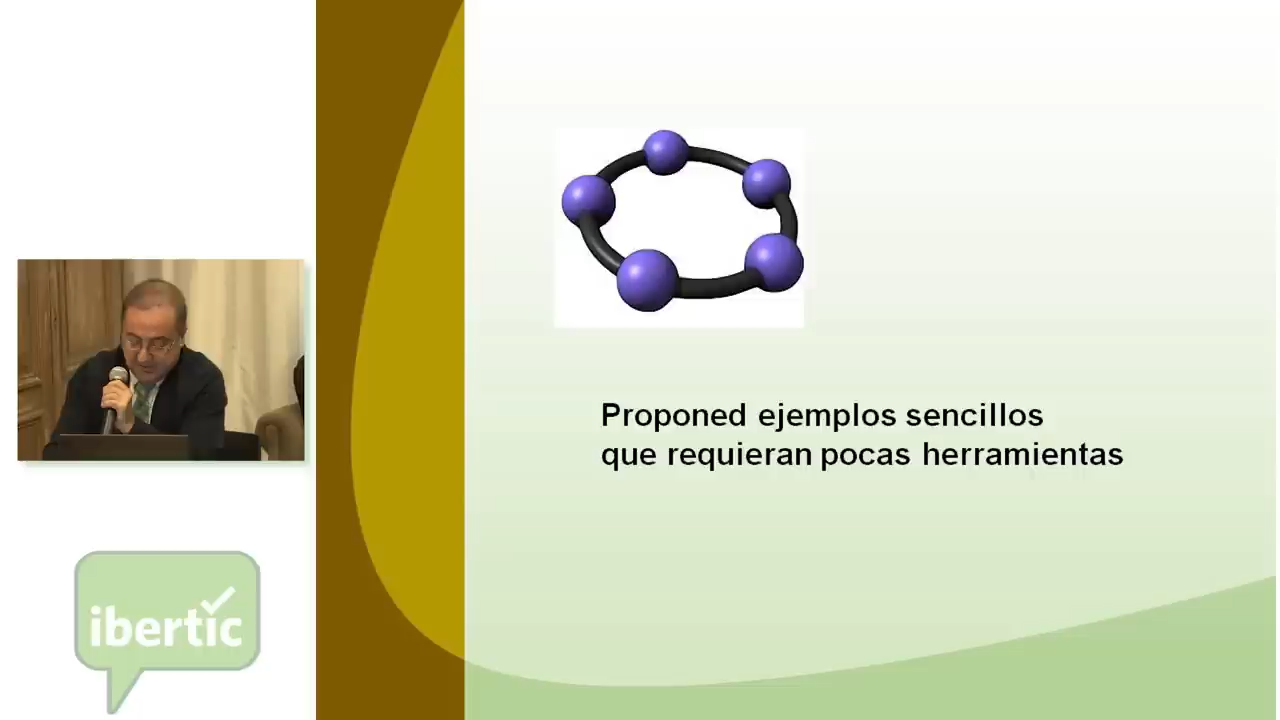 Proponed ejemplos sencillos
que requieran pocas herramientas
ibertic